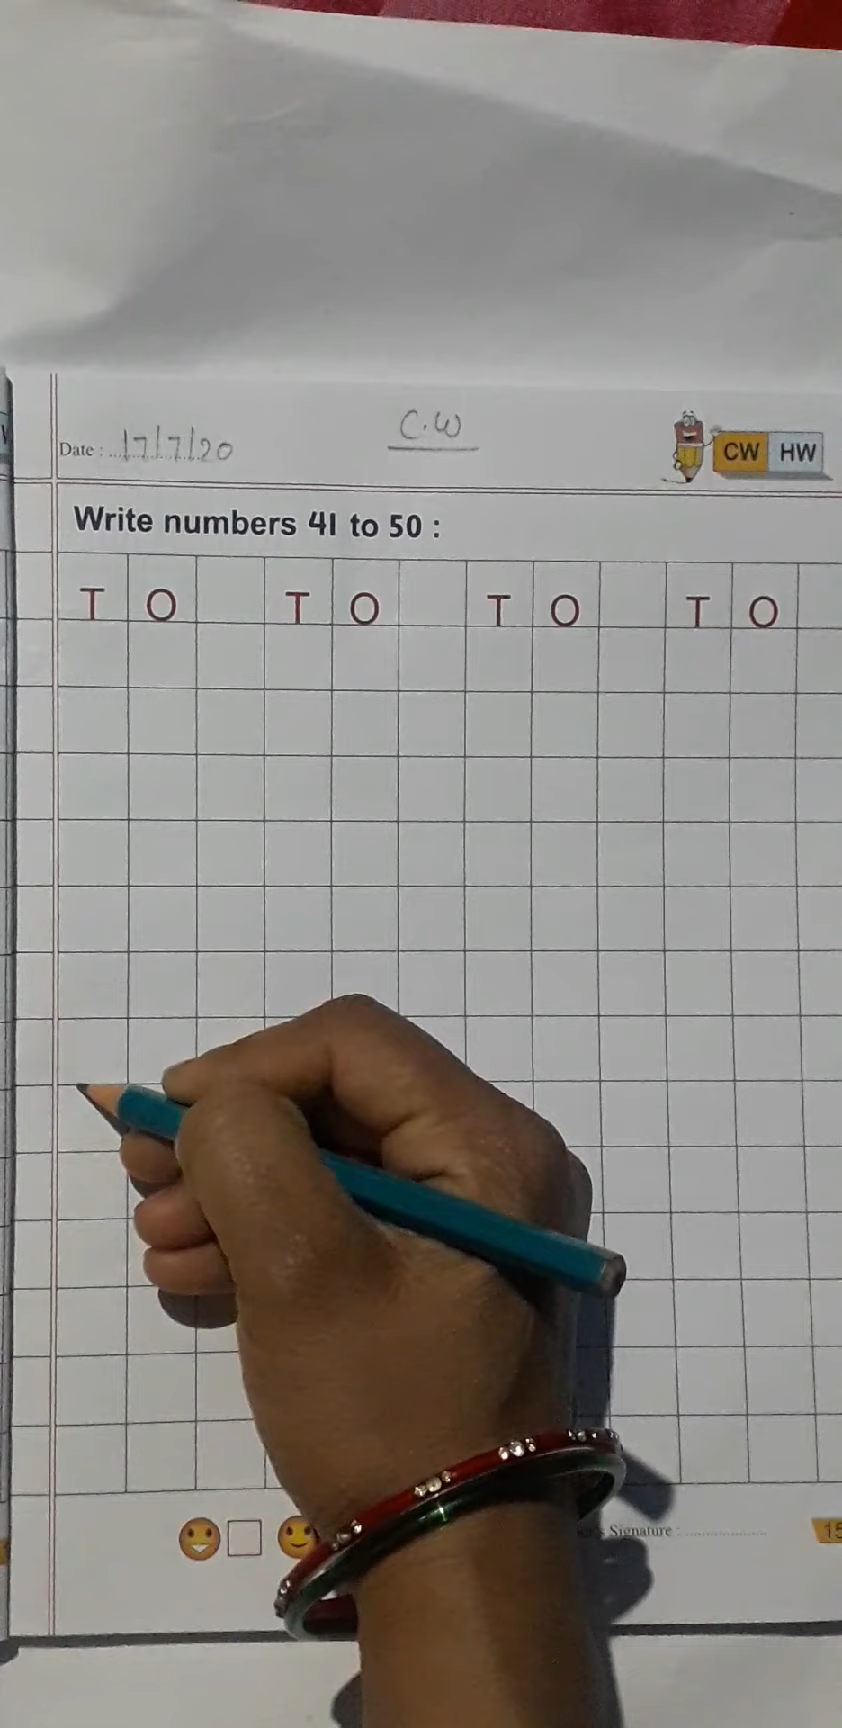 C.W
Date : 17/7/20
CW HW
Write numbers 41 to 50 :
T O T O T O T O
Signature :
15